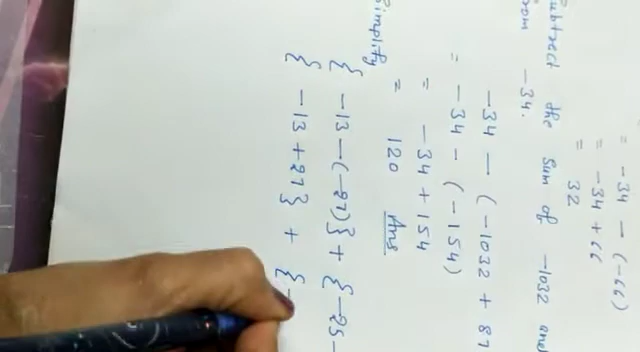 = -34 - (-66)
= -34 + 66
= 32
Subtract the sum of -1032 and
from -34.
-34 - (-1032 + 87
= -34 - (-154)
= -34 + 154
= 120 Ans
Simplify
{ -13 - (-27)} + { -25 -
{ -13 + 27} + { -